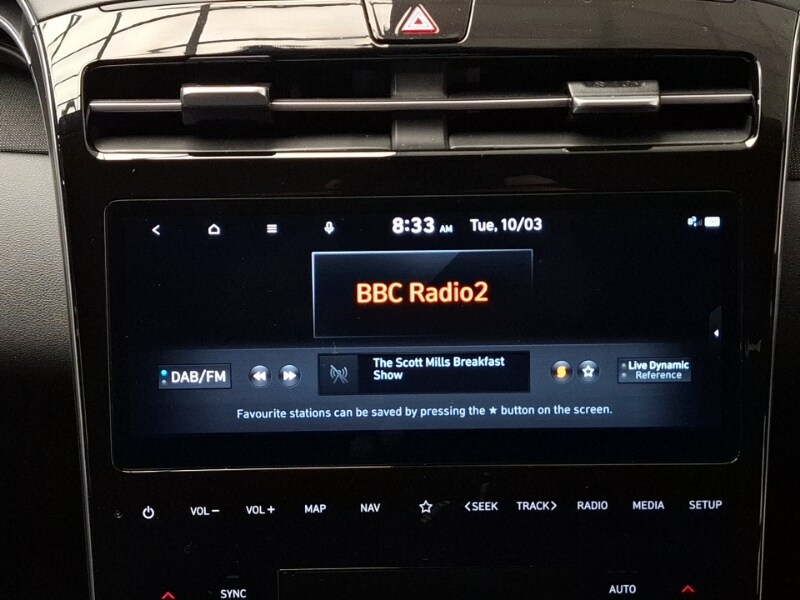 8:33 AM Tue, 10/03
BBC Radio2
DAB/FM
The Scott Mills Breakfast
Show
Live Dynamic
Reference
Favourite stations can be saved by pressing the ★ button on the screen.
VOL− VOL+ MAP NAV <SEEK TRACK> RADIO MEDIA SETUP
SYNC AUTO